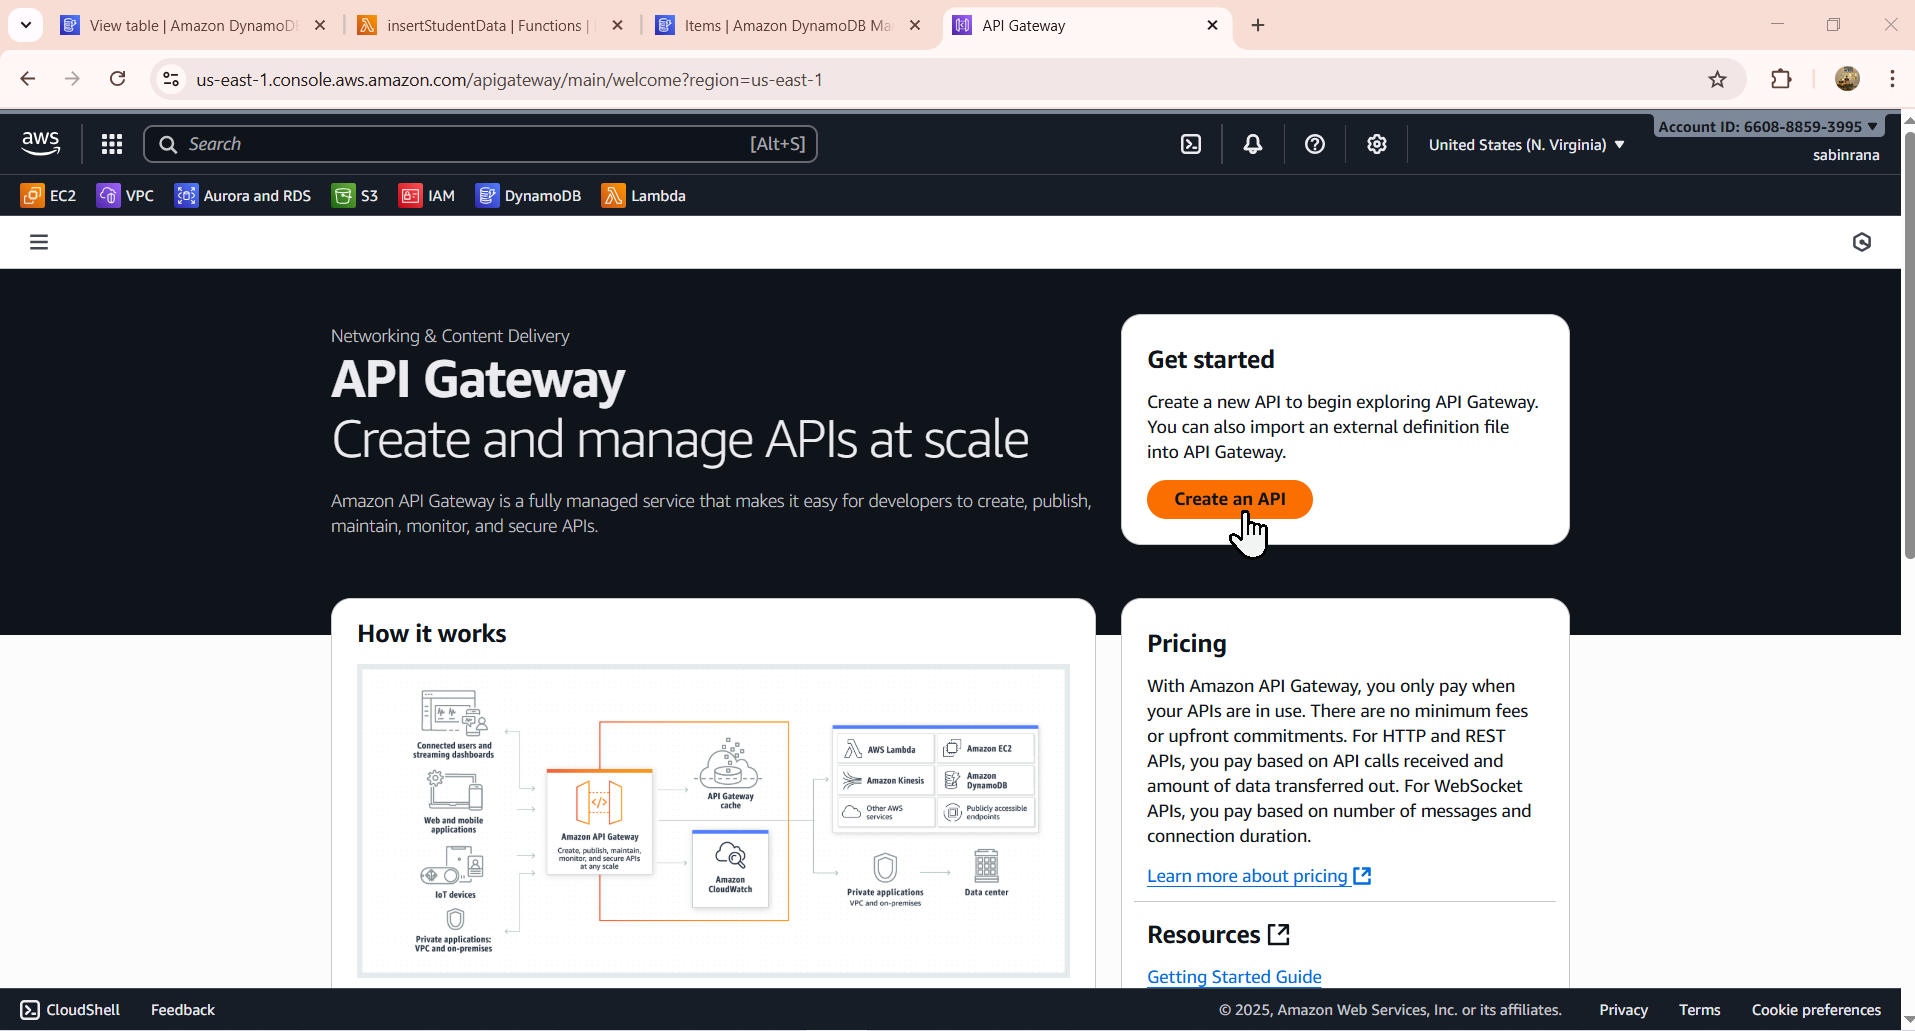 View table | Amazon DynamoDB
insertStudentData | Functions |
Items | Amazon DynamoDB Ma
API Gateway
us-east-1.console.aws.amazon.com/apigateway/main/welcome?region=us-east-1
aws
Search
[Alt+S]
United States (N. Virginia) ▼
Account ID: 6608-8859-3995 ▼
sabinrana
EC2
VPC
Aurora and RDS
S3
IAM
DynamoDB
Lambda
Networking & Content Delivery
API Gateway
Create and manage APIs at scale
Amazon API Gateway is a fully managed service that makes it easy for developers to create, publish,
maintain, monitor, and secure APIs.
Get started
Create a new API to begin exploring API Gateway.
You can also import an external definition file
into API Gateway.
Create an API
How it works
Connected users and
streaming dashboards
Web and mobile
applications
IoT devices
Private applications:
VPC and on-premises
Amazon API Gateway
Create, publish, maintain,
monitor, and secure APIs
at any scale
API Gateway
cache
Amazon
CloudWatch
AWS Lambda
Amazon EC2
Amazon Kinesis
Amazon
DynamoDB
Other AWS
services
Publicly accessible
endpoints
Private applications
VPC and on-premises
Data center
Pricing
With Amazon API Gateway, you only pay when
your APIs are in use. There are no minimum fees
or upfront commitments. For HTTP and REST
APIs, you pay based on API calls received and
amount of data transferred out. For WebSocket
APIs, you pay based on number of messages and
connection duration.
Learn more about pricing
Resources
Getting Started Guide
CloudShell
Feedback
© 2025, Amazon Web Services, Inc. or its affiliates.
Privacy
Terms
Cookie preferences